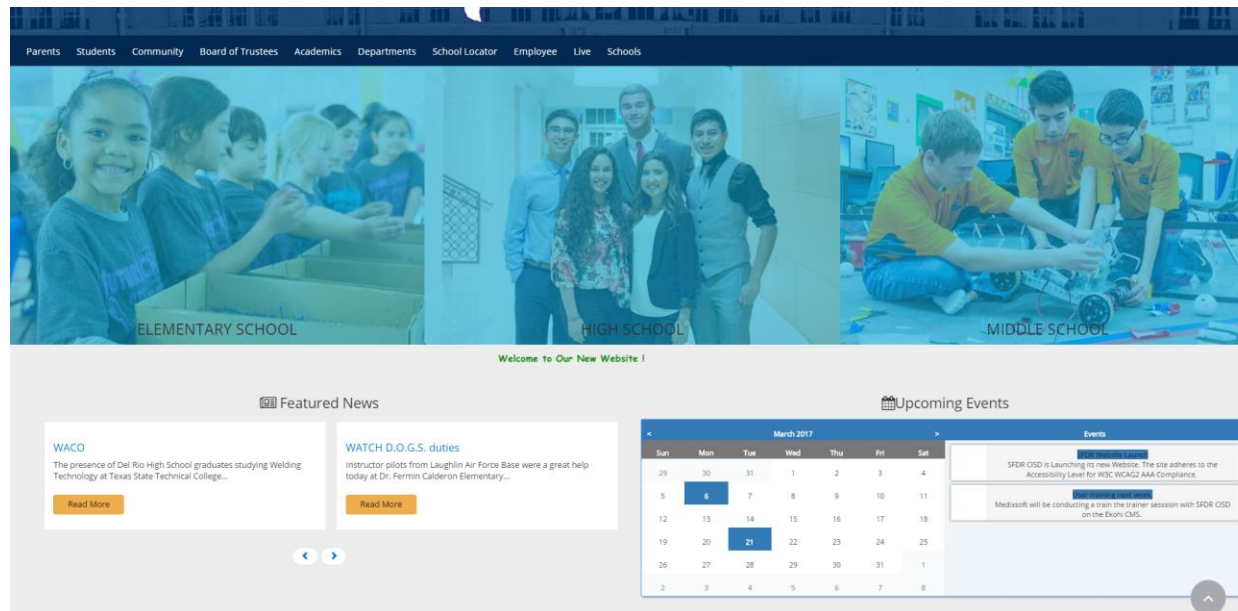 Parents Students Community Board of Trustees Academics Departments School Locator Employee Live Schools
ELEMENTARY SCHOOL
HIGH SCHOOL
MIDDLE SCHOOL
Welcome to Our New Website !
Featured News
WACO
The presence of Del Rio High School graduates studying Welding
Technology at Texas State Technical College...
Read More
WATCH D.O.G.S. duties
Instructor pilots from Laughlin Air Force Base were a great help
today at Dr. Fermin Calderon Elementary...
Read More
Upcoming Events
< March 2017 >
Sun Mon Tue Wed Thu Fri Sat
29 30 31 1 2 3 4
5 6 7 8 9 10 11
12 13 14 15 16 17 18
19 20 21 22 23 24 25
26 27 28 29 30 31 1
2 3 4 5 6 7 8
Events
SFDR Website Launch
SFDR CISD is Launching its new Website. The site adheres to the
Accessibility Level for W3C WCAG2 AAA Compliance.
User training next week.
Medixsoft will be conducting a train the trainer sesssion with SFDR CISD
on the Ekohi CMS.